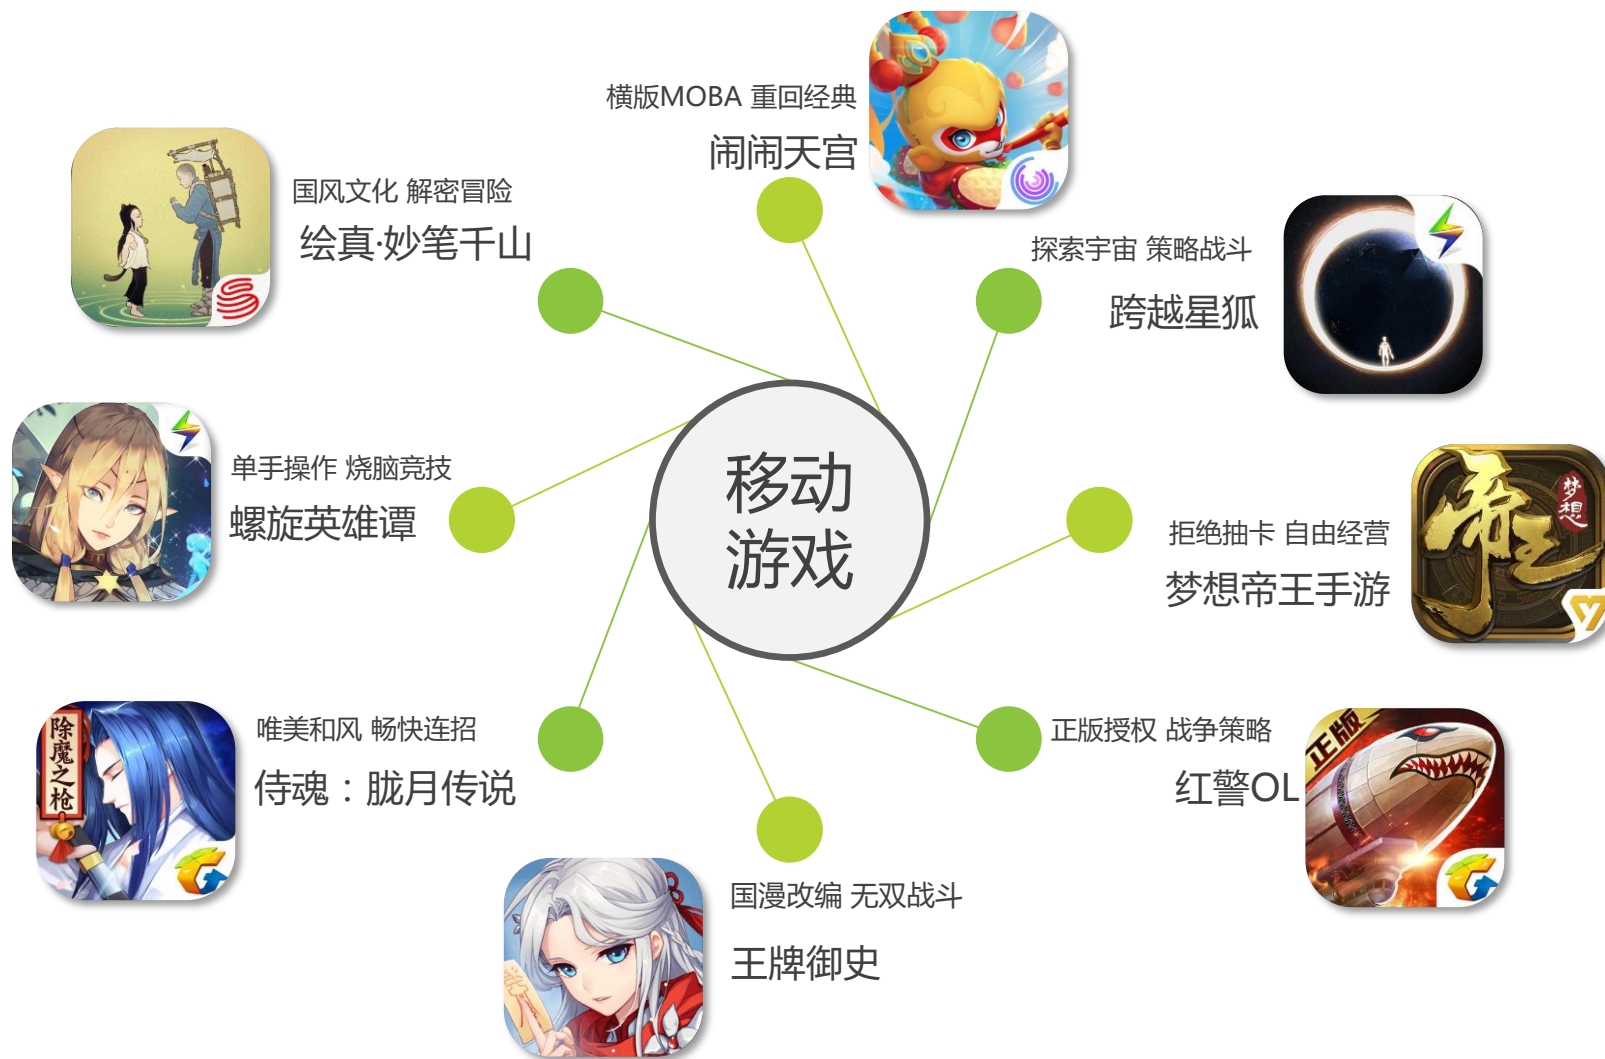 横版MOBA 重回经典
闹闹天宫
国风文化 解密冒险
绘真·妙笔千山
探索宇宙 策略战斗
跨越星狐
单手操作 烧脑竞技
螺旋英雄谭
移动
游戏
梦想
帝王
拒绝抽卡 自由经营
梦想帝王手游
除魔之枪
唯美和风 畅快连招
侍魂：胧月传说
正版授权 战争策略
红警OL
正版
国漫改编 无双战斗
王牌御史